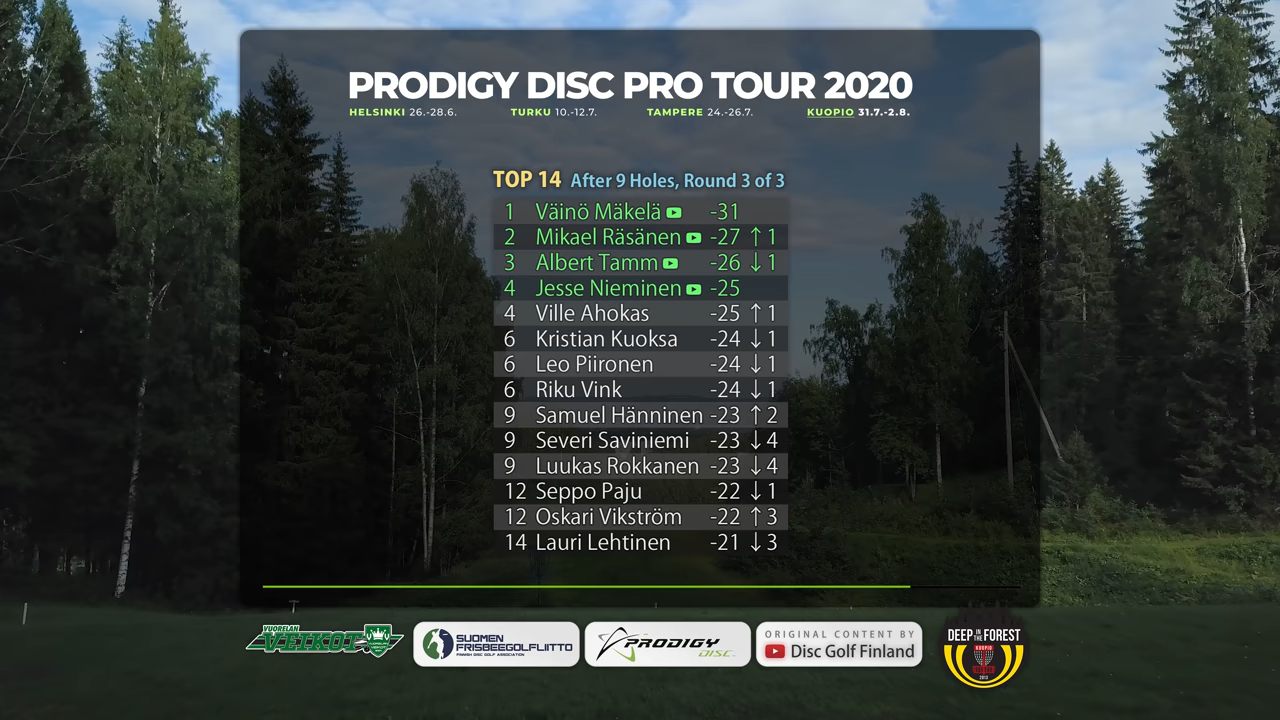 PRODIGY DISC PRO TOUR 2020
HELSINKI 26.-28.6. TURKU 10.-12.7. TAMPERE 24.-26.7. KUOPIO 31.7.-2.8.
TOP 14 After 9 Holes, Round 3 of 3
1 Väinö Mäkelä -31
2 Mikael Räsänen -27 ↑1
3 Albert Tamm -26 ↓1
4 Jesse Nieminen -25
4 Ville Ahokas -25 ↑1
6 Kristian Kuoksa -24 ↓1
6 Leo Piironen -24 ↓1
6 Riku Vink -24 ↓1
9 Samuel Hänninen -23 ↑2
9 Severi Saviniemi -23 ↓4
9 Luukas Rokkanen -23 ↓4
12 Seppo Paju -22 ↓1
12 Oskari Vikström -22 ↑3
14 Lauri Lehtinen -21 ↓3
VUORELAN
VEIKOT
SUOMEN
FRISBEEGOLFLIITTO
FINNISH DISC GOLF ASSOCIATION
PRODIGY
DISC
ORIGINAL CONTENT BY
Disc Golf Finland
DEEP IN THE FOREST
KUOPIO
2013